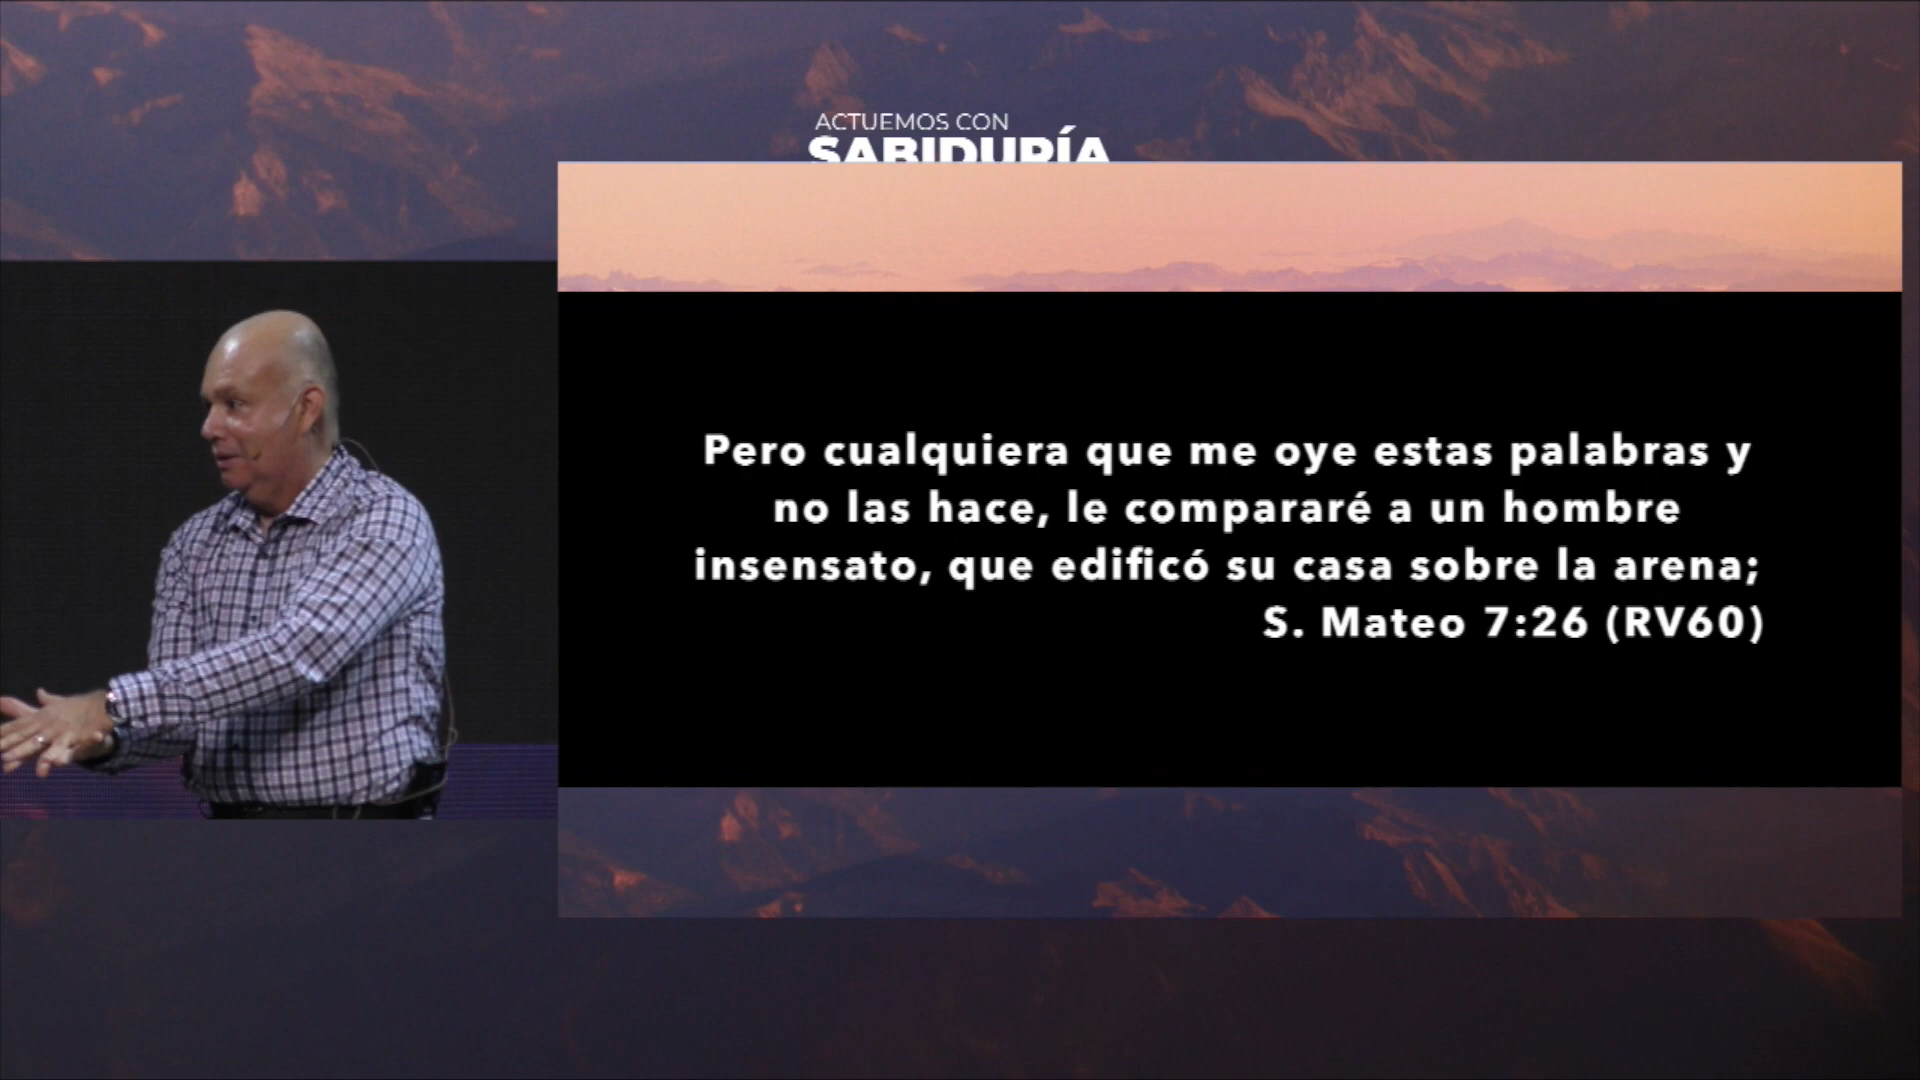 ACTUEMOS CON
SABIDURÍA
Pero cualquiera que me oye estas palabras y
no las hace, le compararé a un hombre
insensato, que edificó su casa sobre la arena;
S. Mateo 7:26 (RV60)